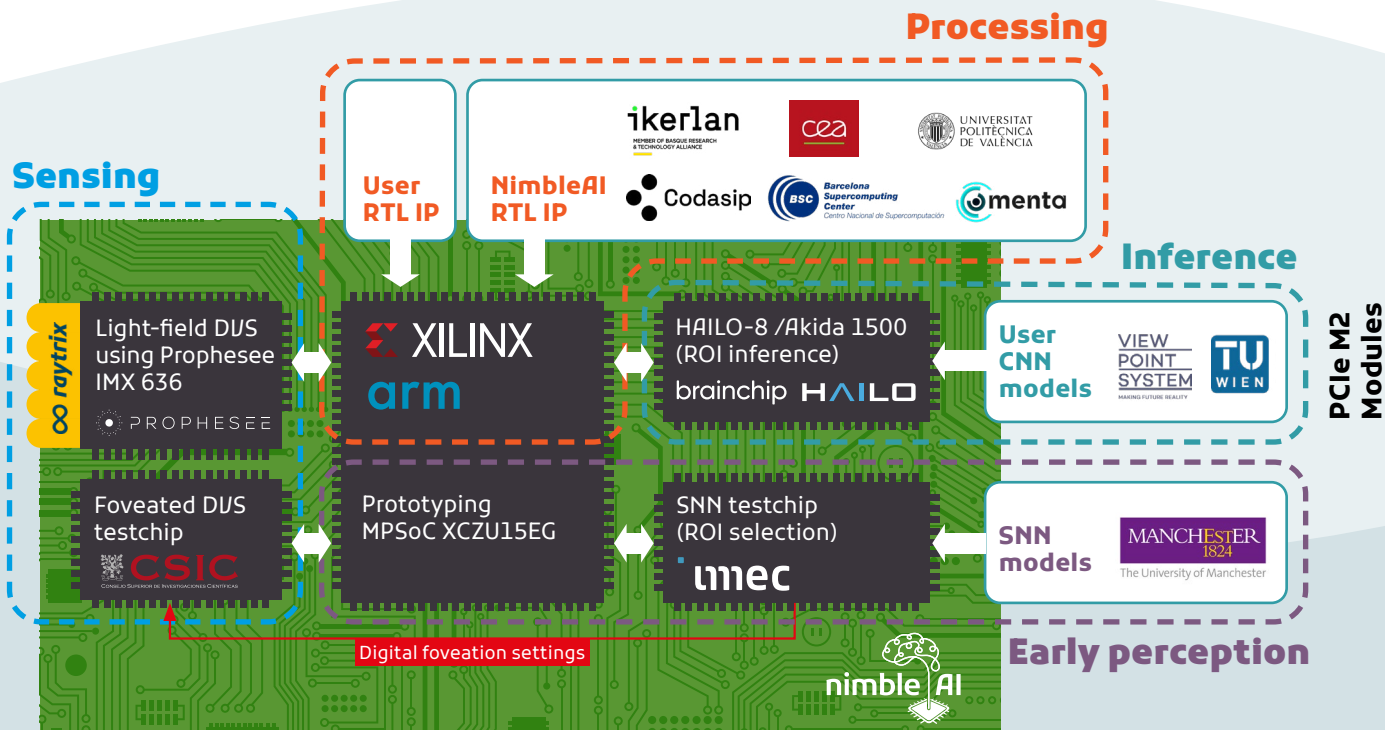 Processing
ikerlan
MEMBER OF BASQUE RESEARCH
& TECHNOLOGY ALLIANCE
cea
UNIVERSITAT
POLITÈCNICA
DE VALÈNCIA
User
RTL IP
NimbleAI
RTL IP
Codasip
BSC
Barcelona
Supercomputing
Center
Centro Nacional de Supercomputación
menta
Sensing
raytrix
Light-field DVS
using Prophesee
IMX 636
PROPHESEE
Foveated DVS
testchip
CSIC
CONSEJO SUPERIOR DE INVESTIGACIONES CIENTÍFICAS
XILINX
arm
Prototyping
MPSoC XCZU15EG
Inference
HAILO-8 /Akida 1500
(ROI inference)
brainchip HAILO
User
CNN
models
VIEW
POINT
SYSTEM
MAKING FUTURE REALITY
TU
WIEN
PCIe M2
Modules
SNN testchip
(ROI selection)
imec
SNN
models
MANCHESTER
1824
The University of Manchester
Early perception
Digital foveation settings
nimble AI